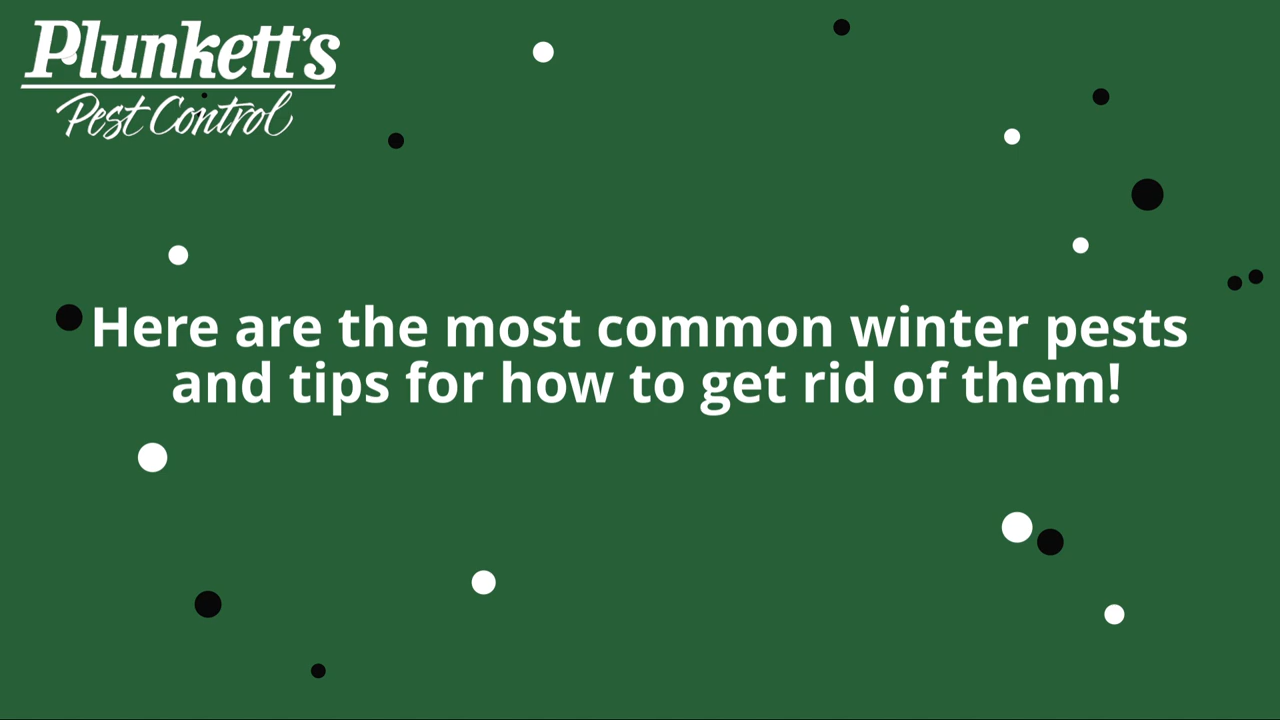 Plunkett's
Pest Control
Here are the most common winter pests
and tips for how to get rid of them!